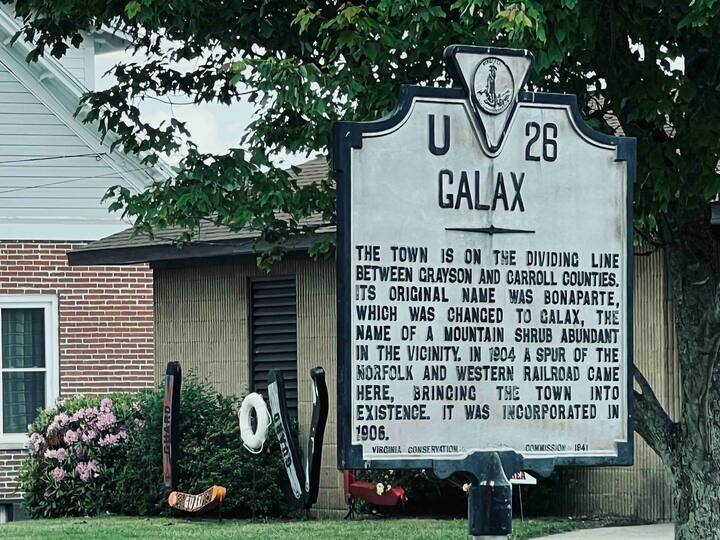 U 26
GALAX
THE TOWN IS ON THE DIVIDING LINE
BETWEEN GRAYSON AND CARROLL COUNTIES.
ITS ORIGINAL NAME WAS BONAPARTE,
WHICH WAS CHANGED TO GALAX, THE
NAME OF A MOUNTAIN SHRUB ABUNDANT
IN THE VICINITY. IN 1904 A SPUR OF THE
NORFOLK AND WESTERN RAILROAD CAME
HERE, BRINGING THE TOWN INTO
EXISTENCE. IT WAS INCORPORATED IN
1906.
VIRGINIA CONSERVATION COMMISSION 1941
GUARD